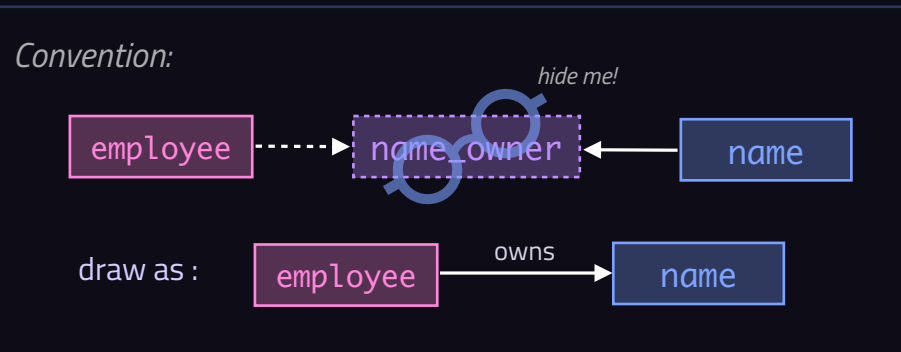 Convention:
hide me!
employee
name_owner
name
draw as :
employee
owns
name